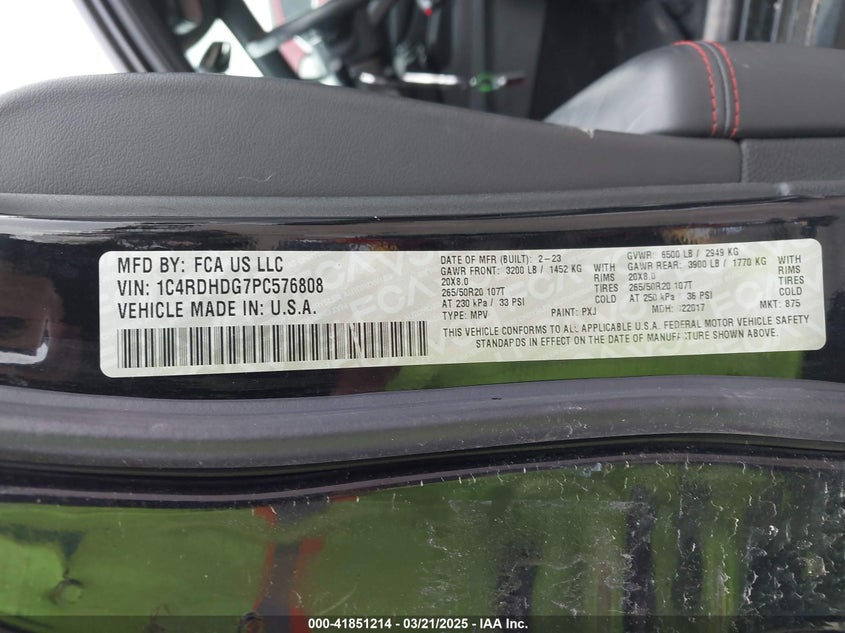 MFD BY: FCA US LLC
VIN: 1C4RDHDG7PC576808
VEHICLE MADE IN: U.S.A.
DATE OF MFR (BUILT): 2-23
GAWR FRONT: 3200 LB / 1452 KG WITH
20X8.0 RIMS
265/50R20 107T TIRES
AT 230 kPa / 33 PSI COLD
TYPE: MPV PAINT: PXJ
GVWR: 6500 LB / 2949 KG
GAWR REAR: 3900 LB / 1770 KG WITH
20X8.0 RIMS
265/50R20 107T TIRES
AT 250 kPa / 36 PSI COLD
MDH: 022017 MKT: 875
THIS VEHICLE CONFORMS TO ALL APPLICABLE U.S.A. FEDERAL MOTOR VEHICLE SAFETY
STANDARDS IN EFFECT ON THE DATE OF MANUFACTURE SHOWN ABOVE.
000-41851214 - 03/21/2025 - IAA Inc.